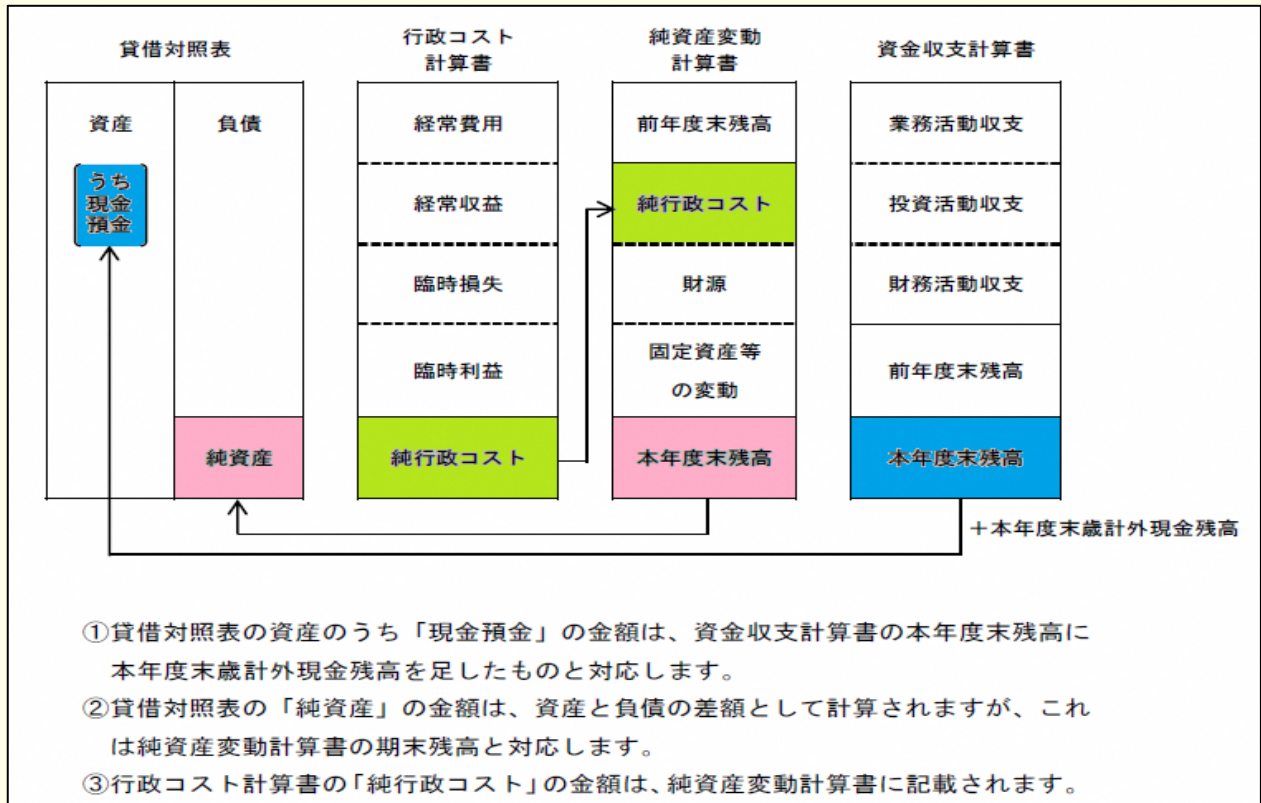 貸借対照表
行政コスト
計算書
純資産変動
計算書
資金収支計算書
資産
負債
うち
現金
預金
純資産
経常費用
経常収益
臨時損失
臨時利益
純行政コスト
前年度末残高
純行政コスト
財源
固定資産等
の変動
本年度末残高
業務活動収支
投資活動収支
財務活動収支
前年度末残高
本年度末残高
＋本年度末歳計外現金残高
①貸借対照表の資産のうち「現金預金」の金額は、資金収支計算書の本年度末残高に
本年度末歳計外現金残高を足したものと対応します。
②貸借対照表の「純資産」の金額は、資産と負債の差額として計算されますが、これ
は純資産変動計算書の期末残高と対応します。
③行政コスト計算書の「純行政コスト」の金額は、純資産変動計算書に記載されます。